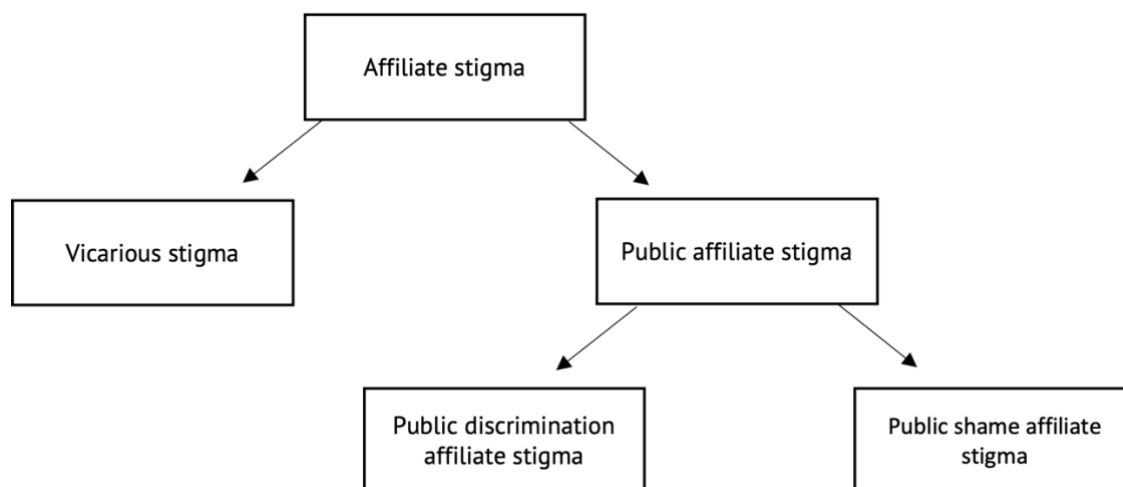 Affiliate stigma
Vicarious stigma
Public affiliate stigma
Public discrimination
affiliate stigma
Public shame affiliate
stigma